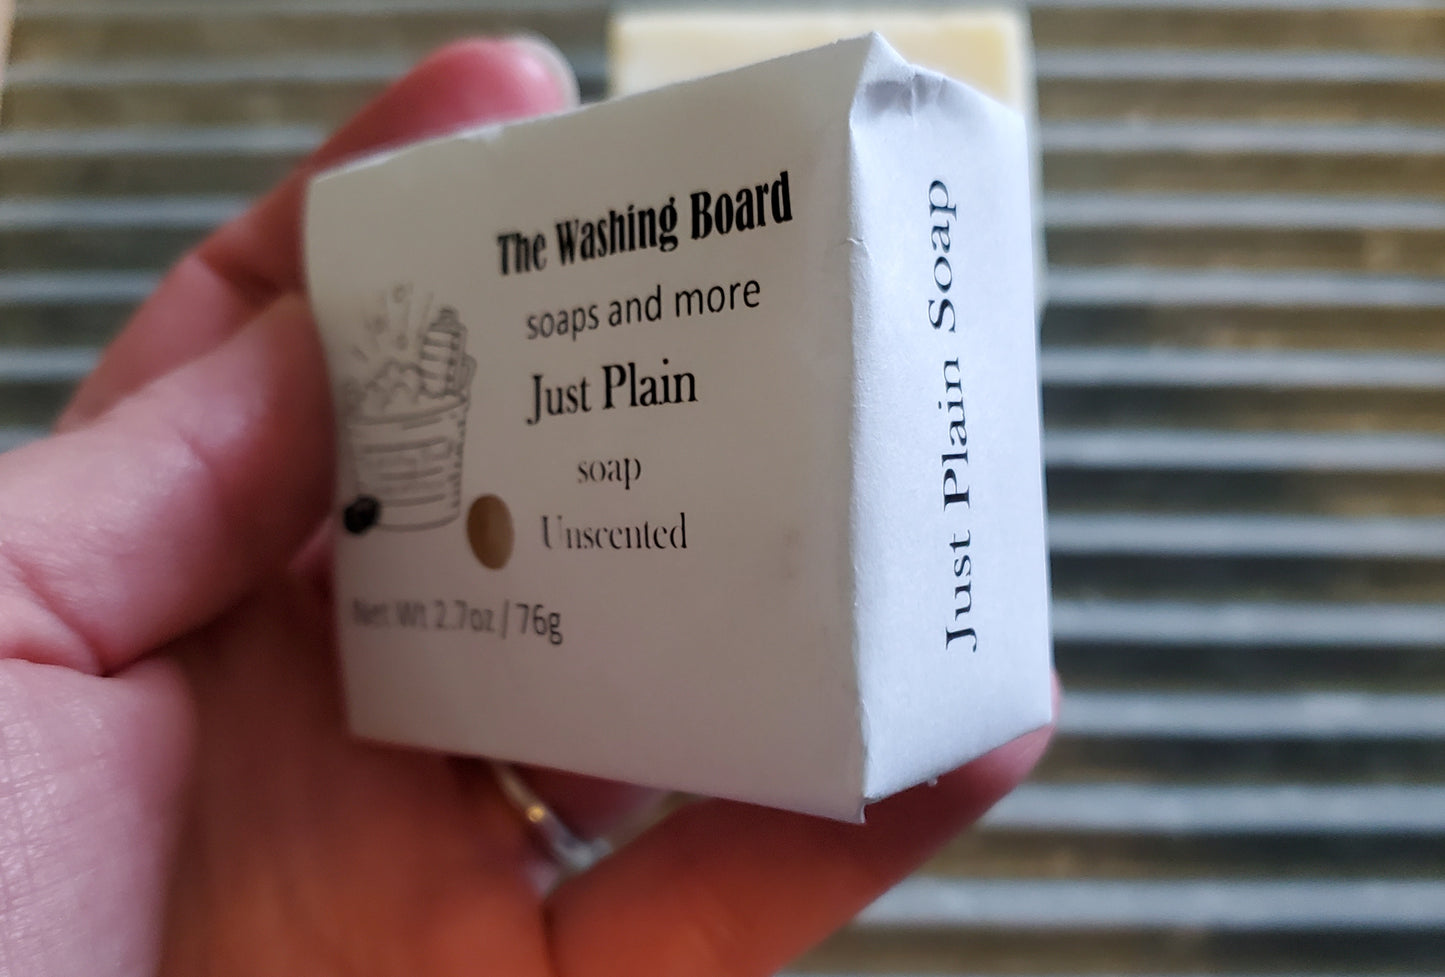 The Washing Board
soaps and more
Just Plain
soap
Unscented
Net Wt 2.7oz / 76g
Just Plain Soap